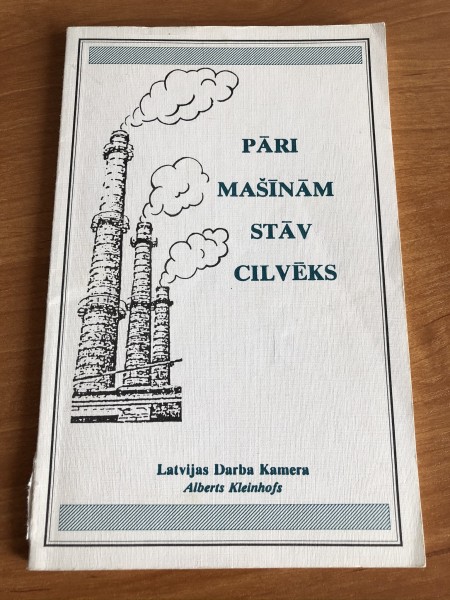 PĀRI
MAŠĪNĀM
STĀV
CILVĒKS
Latvijas Darba Kamera
Alberts Kleinhofs